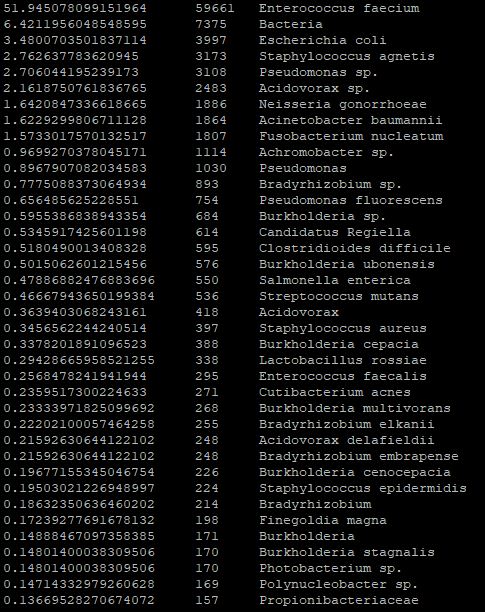 51.945078099151964 59661 Enterococcus faecium
6.4211956048548595 7375 Bacteria
3.4800703501837114 3997 Escherichia coli
2.762637783620945 3173 Staphylococcus agnetis
2.706044195239173 3108 Pseudomonas sp.
2.1618750761836765 2483 Acidovorax sp.
1.6420847336618665 1886 Neisseria gonorrhoeae
1.6229299806711128 1864 Acinetobacter baumannii
1.5733017570132517 1807 Fusobacterium nucleatum
0.9699270378045171 1114 Achromobacter sp.
0.8967907082034583 1030 Pseudomonas
0.7775088373064934 893 Bradyrhizobium sp.
0.656485625228551 754 Pseudomonas fluorescens
0.5955386838943354 684 Burkholderia sp.
0.5345917425601198 614 Candidatus Regiella
0.5180490013408328 595 Clostridioides difficile
0.5015062601215456 576 Burkholderia ubonensis
0.47886882476883696 550 Salmonella enterica
0.46667943650199384 536 Streptococcus mutans
0.3639403068243161 418 Acidovorax
0.3456562244240514 397 Staphylococcus aureus
0.3378201891096523 388 Burkholderia cepacia
0.29428665958521255 338 Lactobacillus rossiae
0.2568478241941944 295 Enterococcus faecalis
0.2359517300224633 271 Cutibacterium acnes
0.23333971825099692 268 Burkholderia multivorans
0.22202100057464258 255 Bradyrhizobium elkanii
0.21592630644122102 248 Acidovorax delafieldii
0.21592630644122102 248 Bradyrhizobium embrapense
0.19677155345046754 226 Burkholderia cenocepacia
0.19503021226948997 224 Staphylococcus epidermidis
0.18632350636460202 214 Bradyrhizobium
0.17239277691678132 198 Finegoldia magna
0.14888467097358385 171 Burkholderia
0.14801400038309506 170 Burkholderia stagnalis
0.14801400038309506 170 Photobacterium sp.
0.14714332979260628 169 Polynucleobacter sp.
0.13669528270674072 157 Propionibacteriaceae